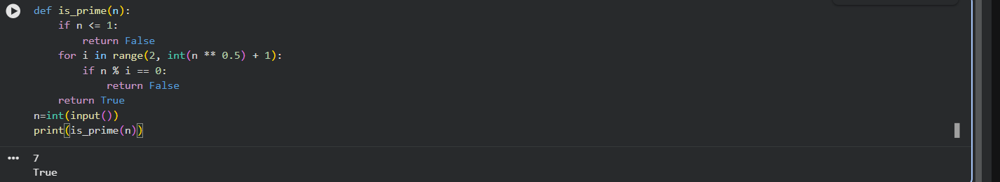 def is_prime(n):
    if n <= 1:
        return False
    for i in range(2, int(n ** 0.5) + 1):
        if n % i == 0:
            return False
    return True
n=int(input())
print(is_prime(n))
7
True